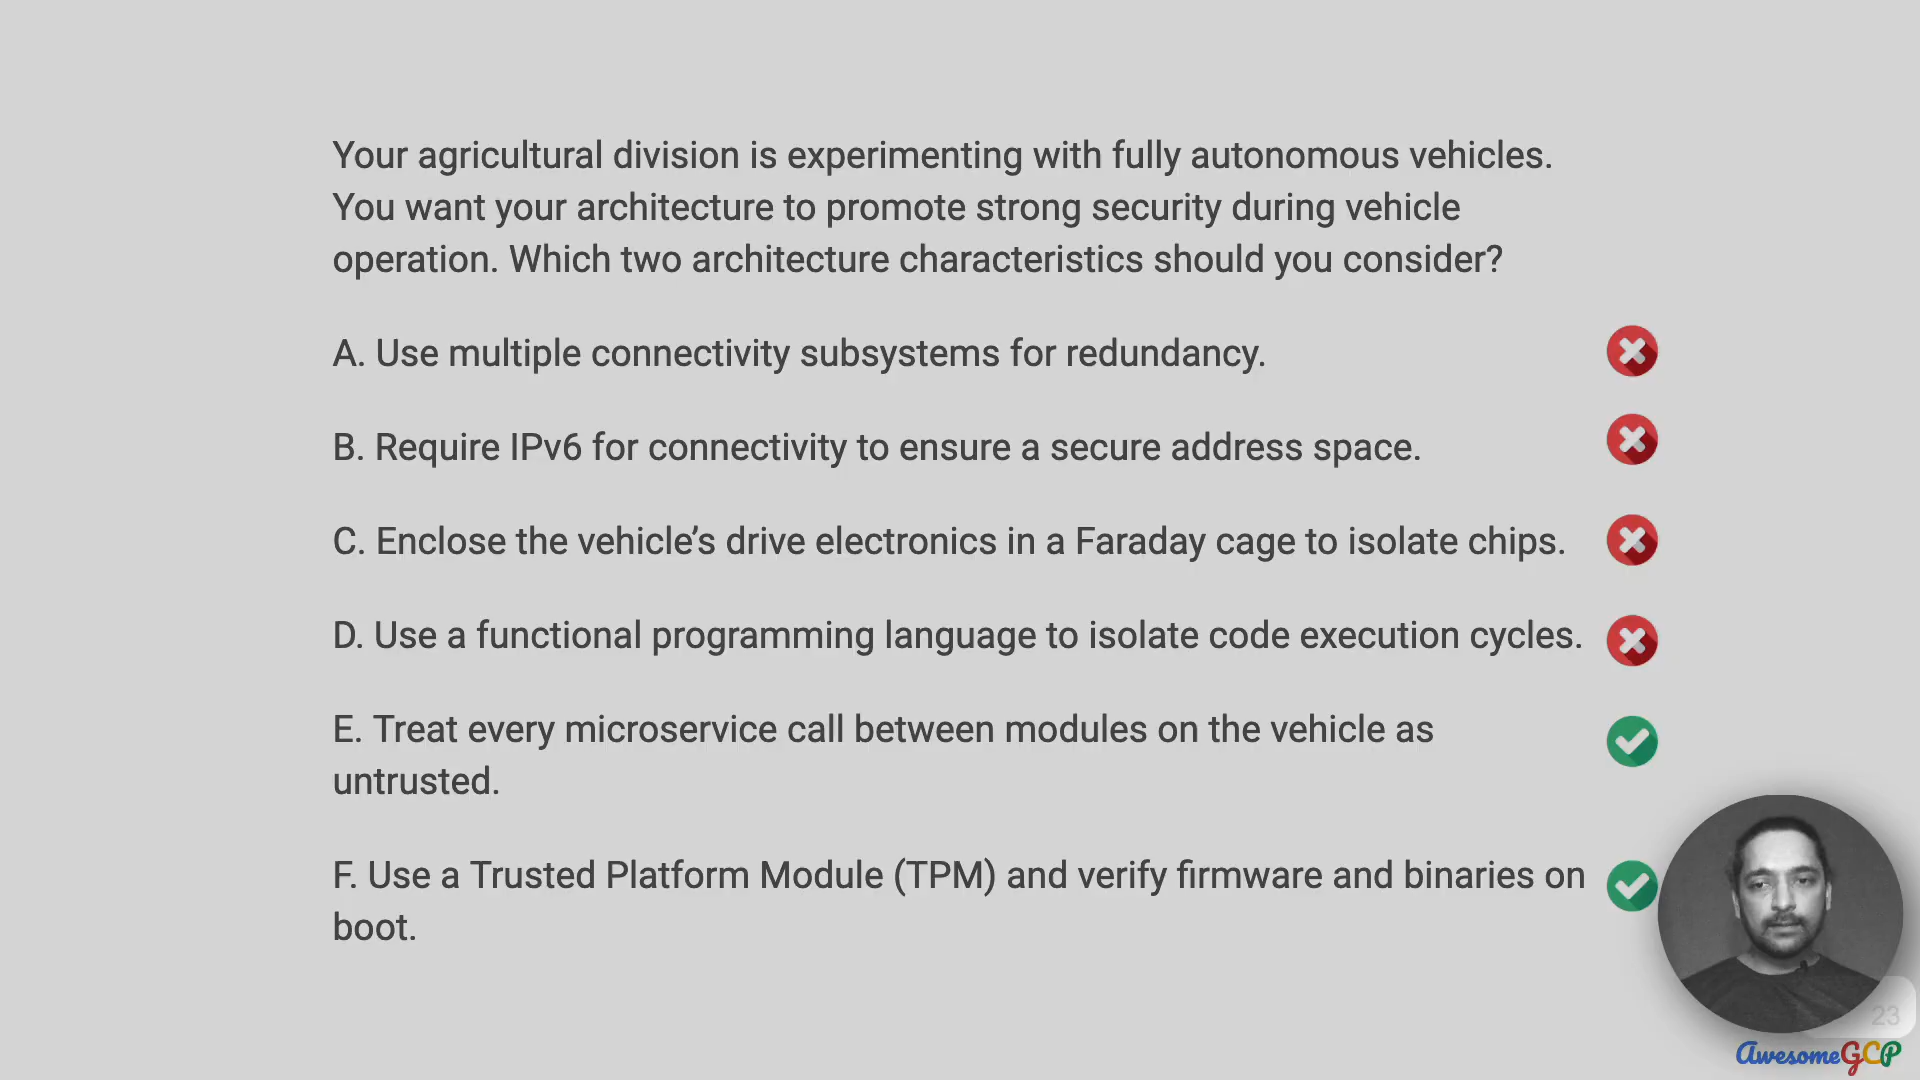 Your agricultural division is experimenting with fully autonomous vehicles.
You want your architecture to promote strong security during vehicle
operation. Which two architecture characteristics should you consider?
A. Use multiple connectivity subsystems for redundancy.
B. Require IPv6 for connectivity to ensure a secure address space.
C. Enclose the vehicle’s drive electronics in a Faraday cage to isolate chips.
D. Use a functional programming language to isolate code execution cycles.
E. Treat every microservice call between modules on the vehicle as
untrusted.
F. Use a Trusted Platform Module (TPM) and verify firmware and binaries on
boot.
23
AwesomeGCP